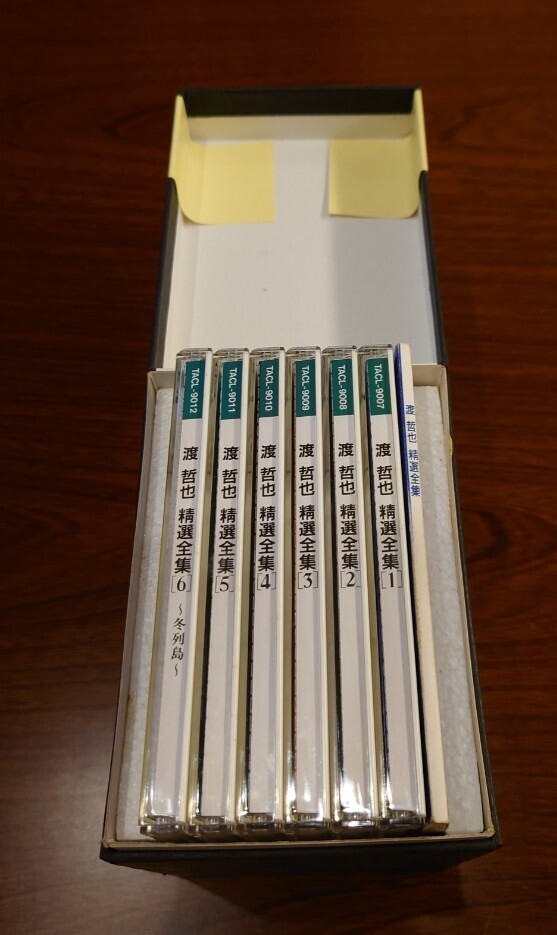 TACL-9012
渡 哲也 精選全集[6] ～冬列島～
TACL-9011
渡 哲也 精選全集[5]
TACL-9010
渡 哲也 精選全集[4]
TACL-9009
渡 哲也 精選全集[3]
TACL-9008
渡 哲也 精選全集[2]
TACL-9007
渡 哲也 精選全集[1]
渡 哲也 精選全集